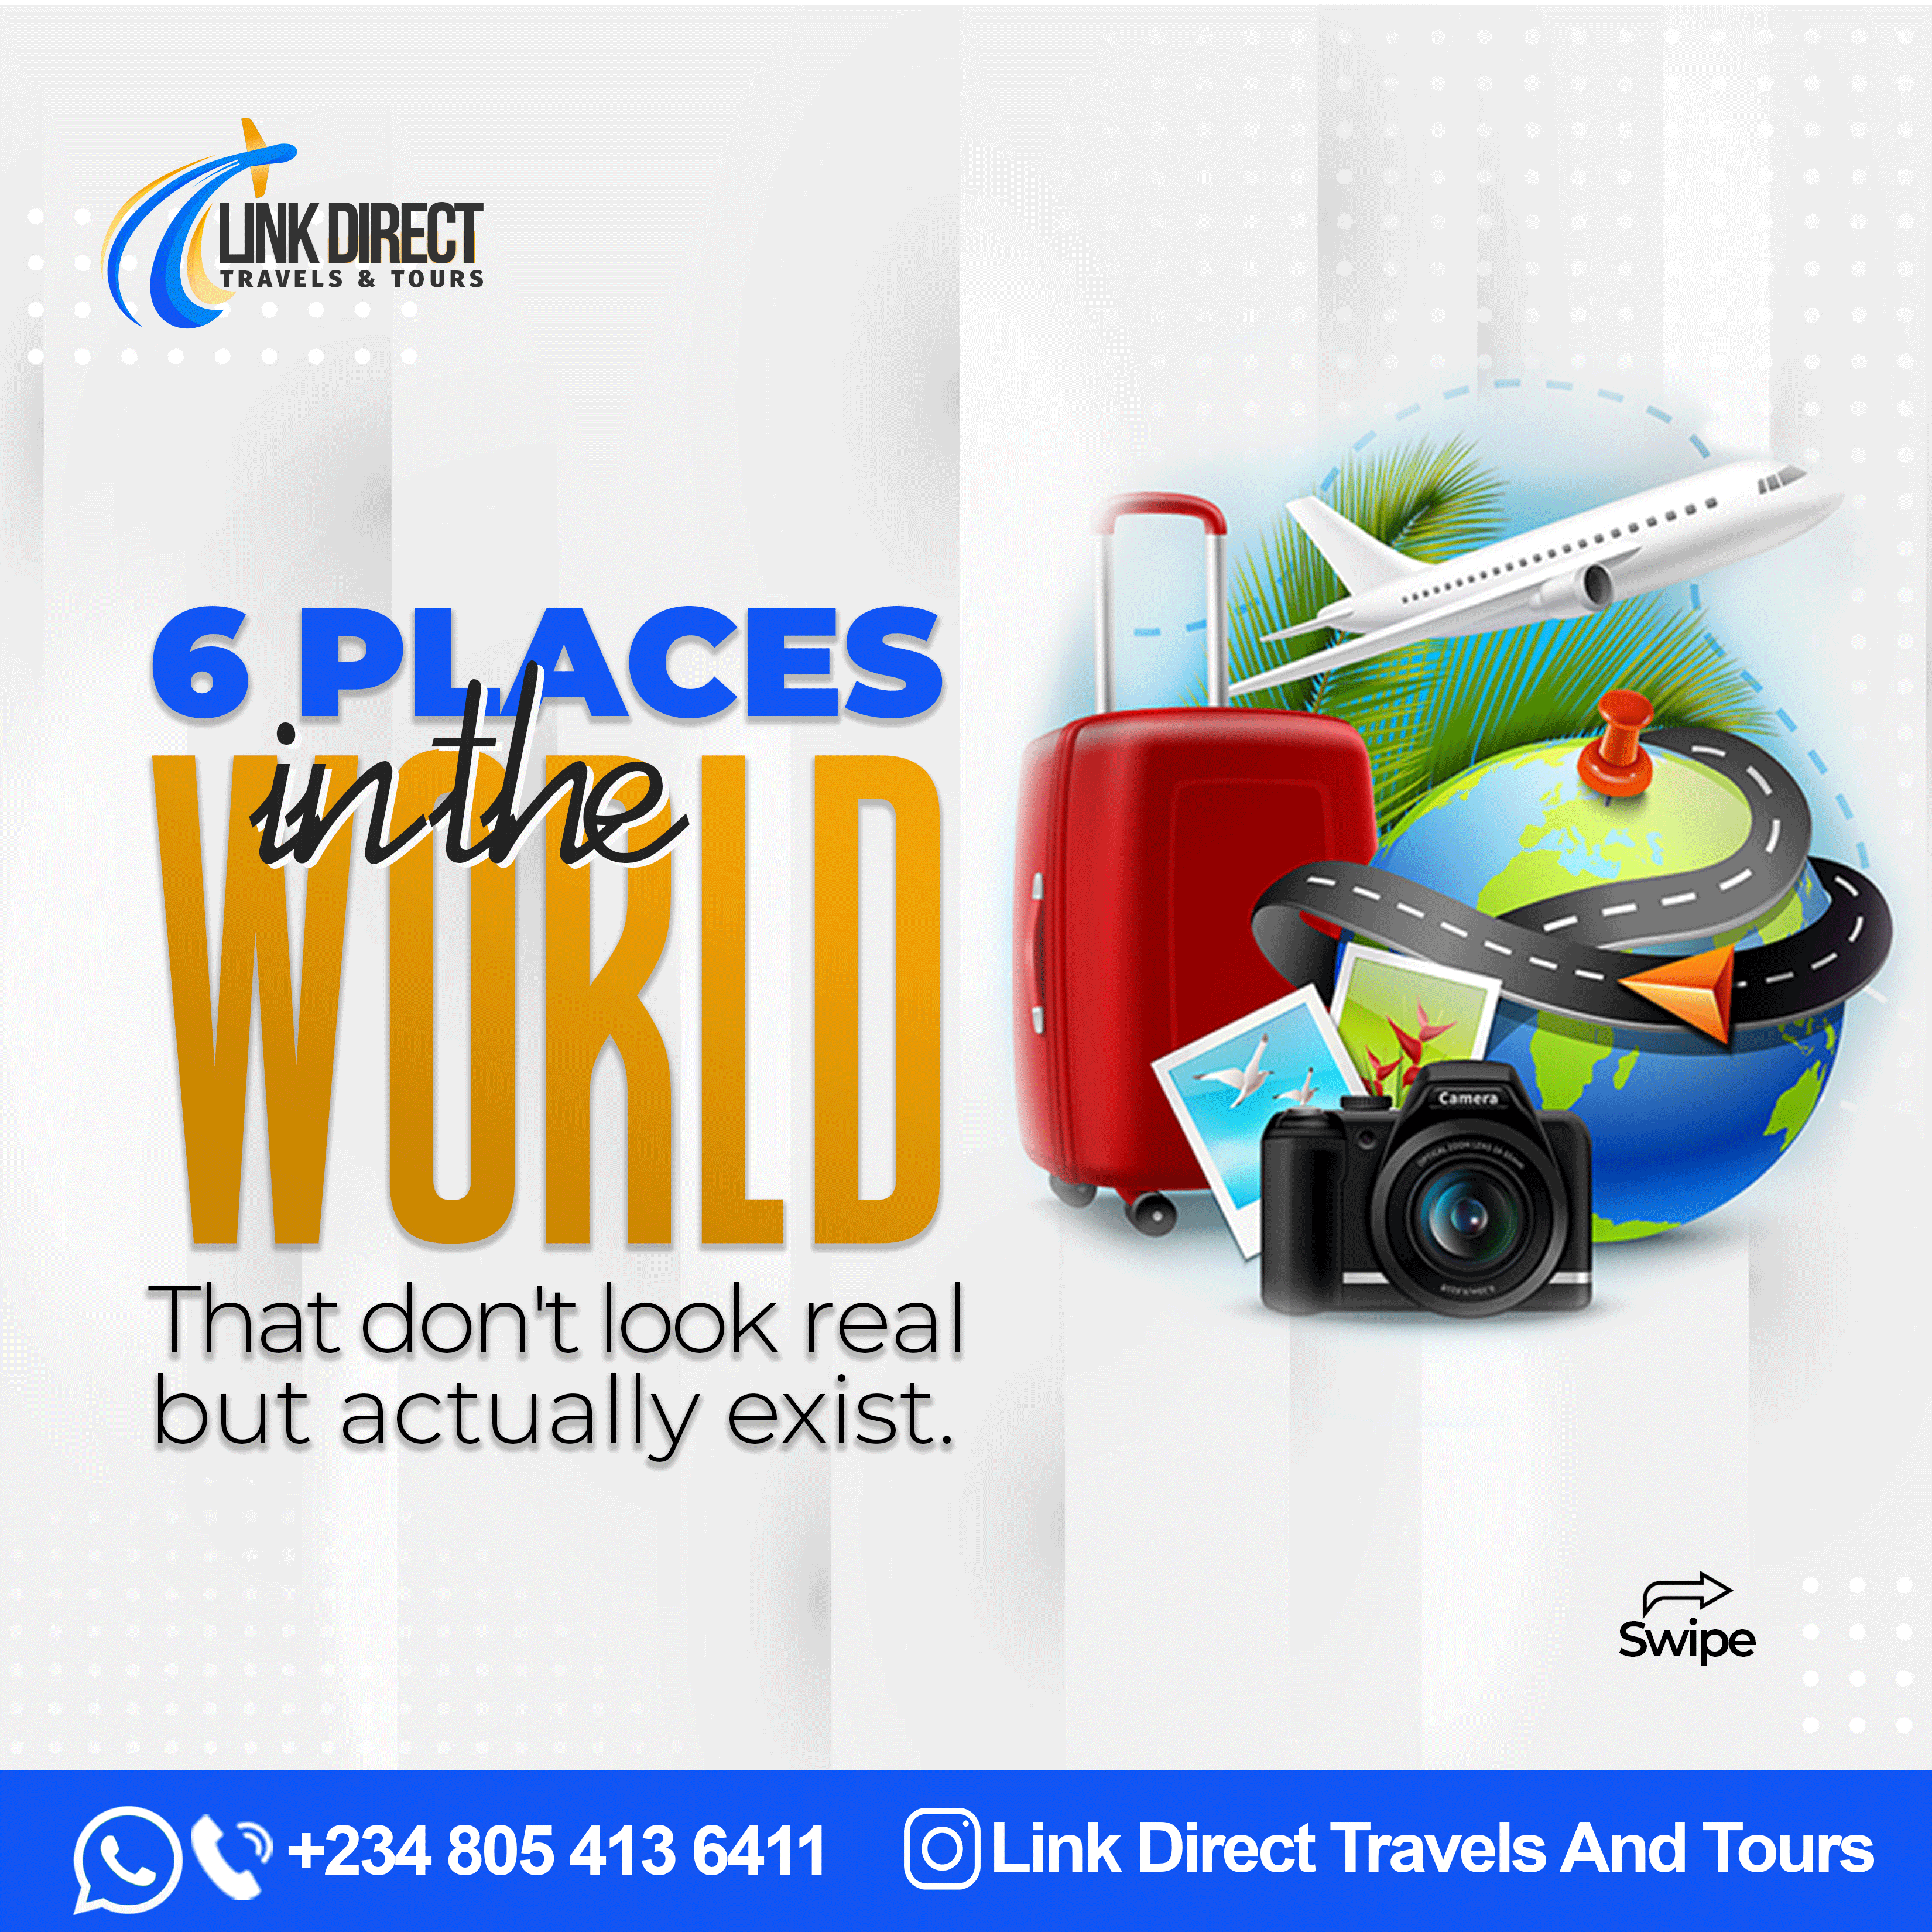 LINK DIRECT
TRAVELS & TOURS
6 PLACES
in the
WORLD
That don't look real
but actually exist.
Camera
Swipe
+234 805 413 6411
Link Direct Travels And Tours